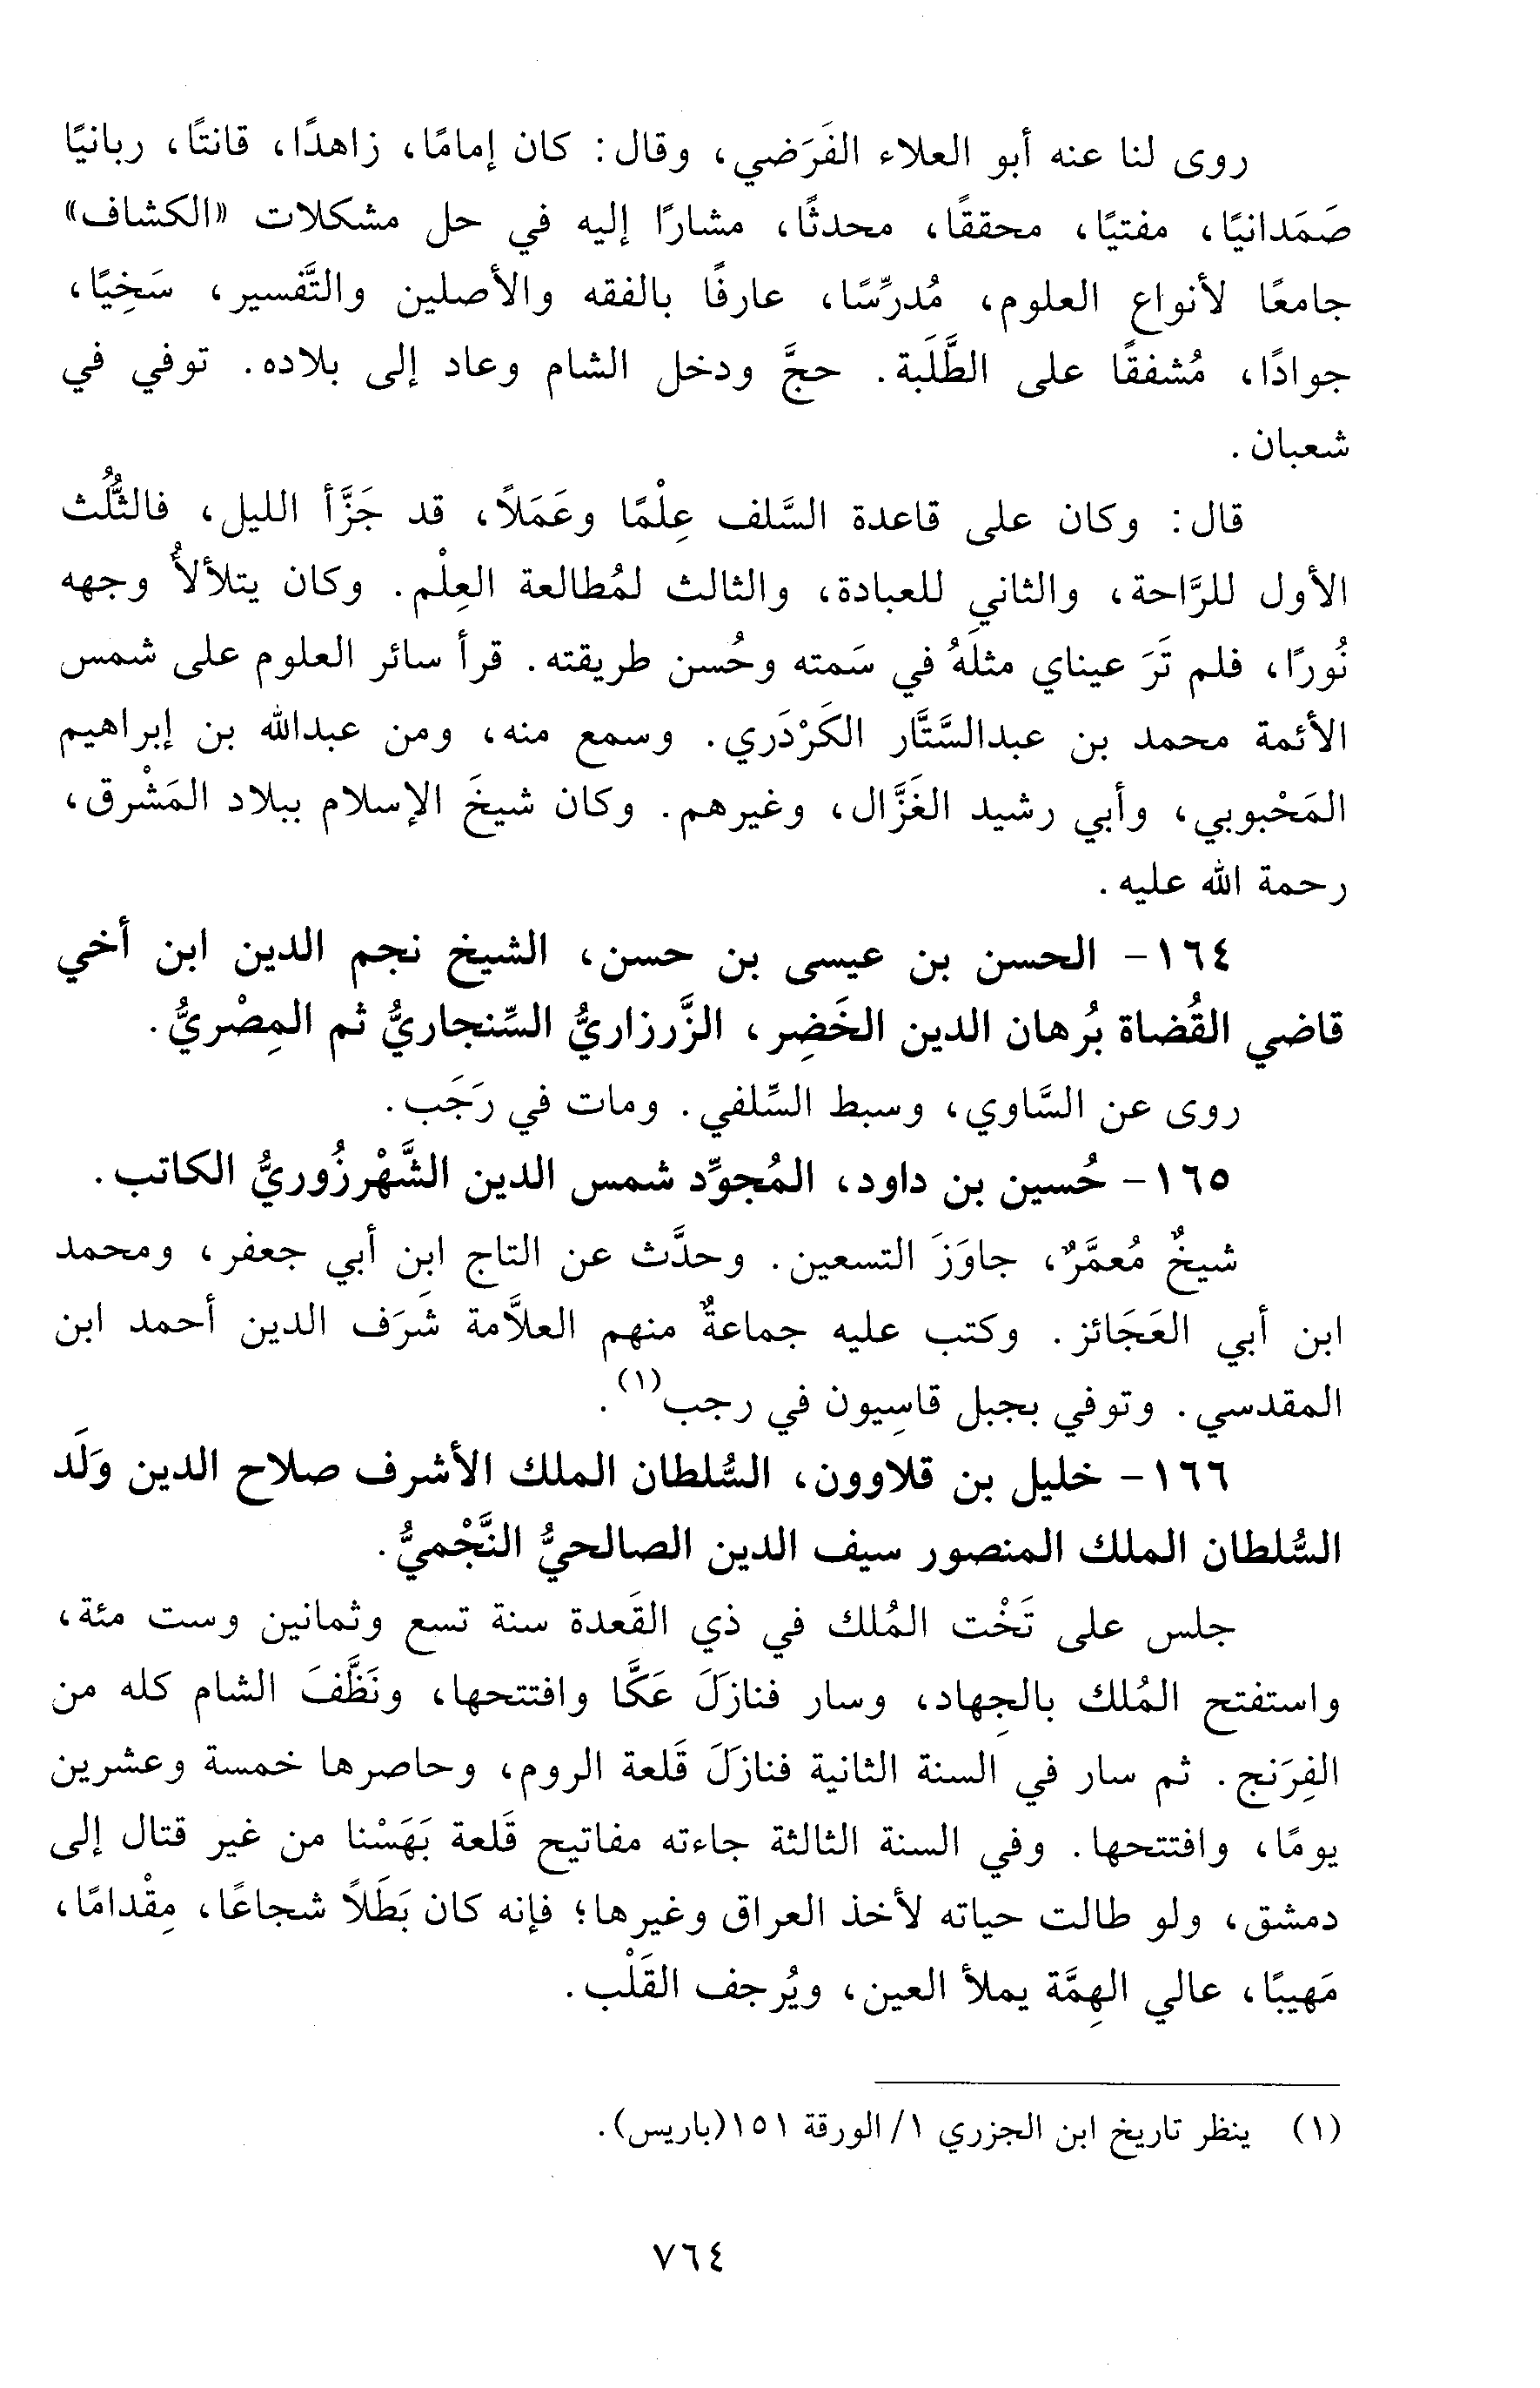 روى لنا عنه أبو العلاء الفَرَضي، وقال: كان إمامًا، زاهدًا، قانتًا، ربانيًا
صَمَدانيًا، مفتيًا، محققًا، محدثًا، مشارًا إليه في حل مشكلات «الكشاف»
جامعًا لأنواع العلوم، مُدرِّسًا، عارفًا بالفقه والأصلين والتَّفسير، سَخِيًا،
جوادًا، مُشفقًا على الطَّلَبة. حجَّ ودخل الشام وعاد إلى بلاده. توفي في
شعبان.
قال: وكان على قاعدة السَّلف عِلْمًا وعَمَلاً، قد جَزَّأ الليل، فالثُّلُث
الأول للرَّاحة، والثاني للعبادة، والثالث لمُطالعة العِلْم. وكان يتلألأُ وجهه
نُورًا، فلم تَرَ عيناي مثلَهُ في سَمته وحُسن طريقته. قرأ سائر العلوم على شمس
الأئمة محمد بن عبدالسَّتَّار الكَرْدَري. وسمع منه، ومن عبدالله بن إبراهيم
المَحْبوبي، وأبي رشيد الغَزَّال، وغيرهم. وكان شيخَ الإسلام ببلاد المَشْرق،
رحمة الله عليه.
١٦٤- الحسن بن عيسى بن حسن، الشيخ نجم الدين ابن أخي
قاضي القُضاة بُرهان الدين الخَضِر، الزَّرزاريُّ السِّنجاريُّ ثم المِصْريُّ.
روى عن السَّاوي، وسبط السِّلفي. ومات في رَجَب.
١٦٥- حُسين بن داود، المُجوِّد شمس الدين الشَّهْرزُوريُّ الكاتب.
شيخٌ مُعمَّرٌ، جاوَزَ التسعين. وحدَّث عن التاج ابن أبي جعفر، ومحمد
ابن أبي العَجَائز. وكتب عليه جماعةٌ منهم العلاَّمة شَرَف الدين أحمد ابن
المقدسي. وتوفي بجبل قاسِيون في رجب(١).
١٦٦- خليل بن قلاوون، السُّلطان الملك الأشرف صلاح الدين وَلَد
السُّلطان الملك المنصور سيف الدين الصالحيُّ النَّجْميُّ.
جلس على تَخْت المُلك في ذي القَعدة سنة تسع وثمانين وست مئة،
واستفتح المُلك بالجِهاد، وسار فنازَلَ عَكَّا وافتتحها، ونَظَّفَ الشام كله من
الفِرَنج. ثم سار في السنة الثانية فنازَلَ قَلعة الروم، وحاصرها خمسة وعشرين
يومًا، وافتتحها. وفي السنة الثالثة جاءته مفاتيح قَلعة بَهَسْنا من غير قتال إلى
دمشق، ولو طالت حياته لأخذ العراق وغيرها؛ فإنه كان بَطَلاً شجاعًا، مِقْدامًا،
مَهيبًا، عالي الهِمَّة يملأ العين، ويُرجف القَلْب.
(١) ينظر تاريخ ابن الجزري ١/ الورقة ١٥١(باريس).
٧٦٤